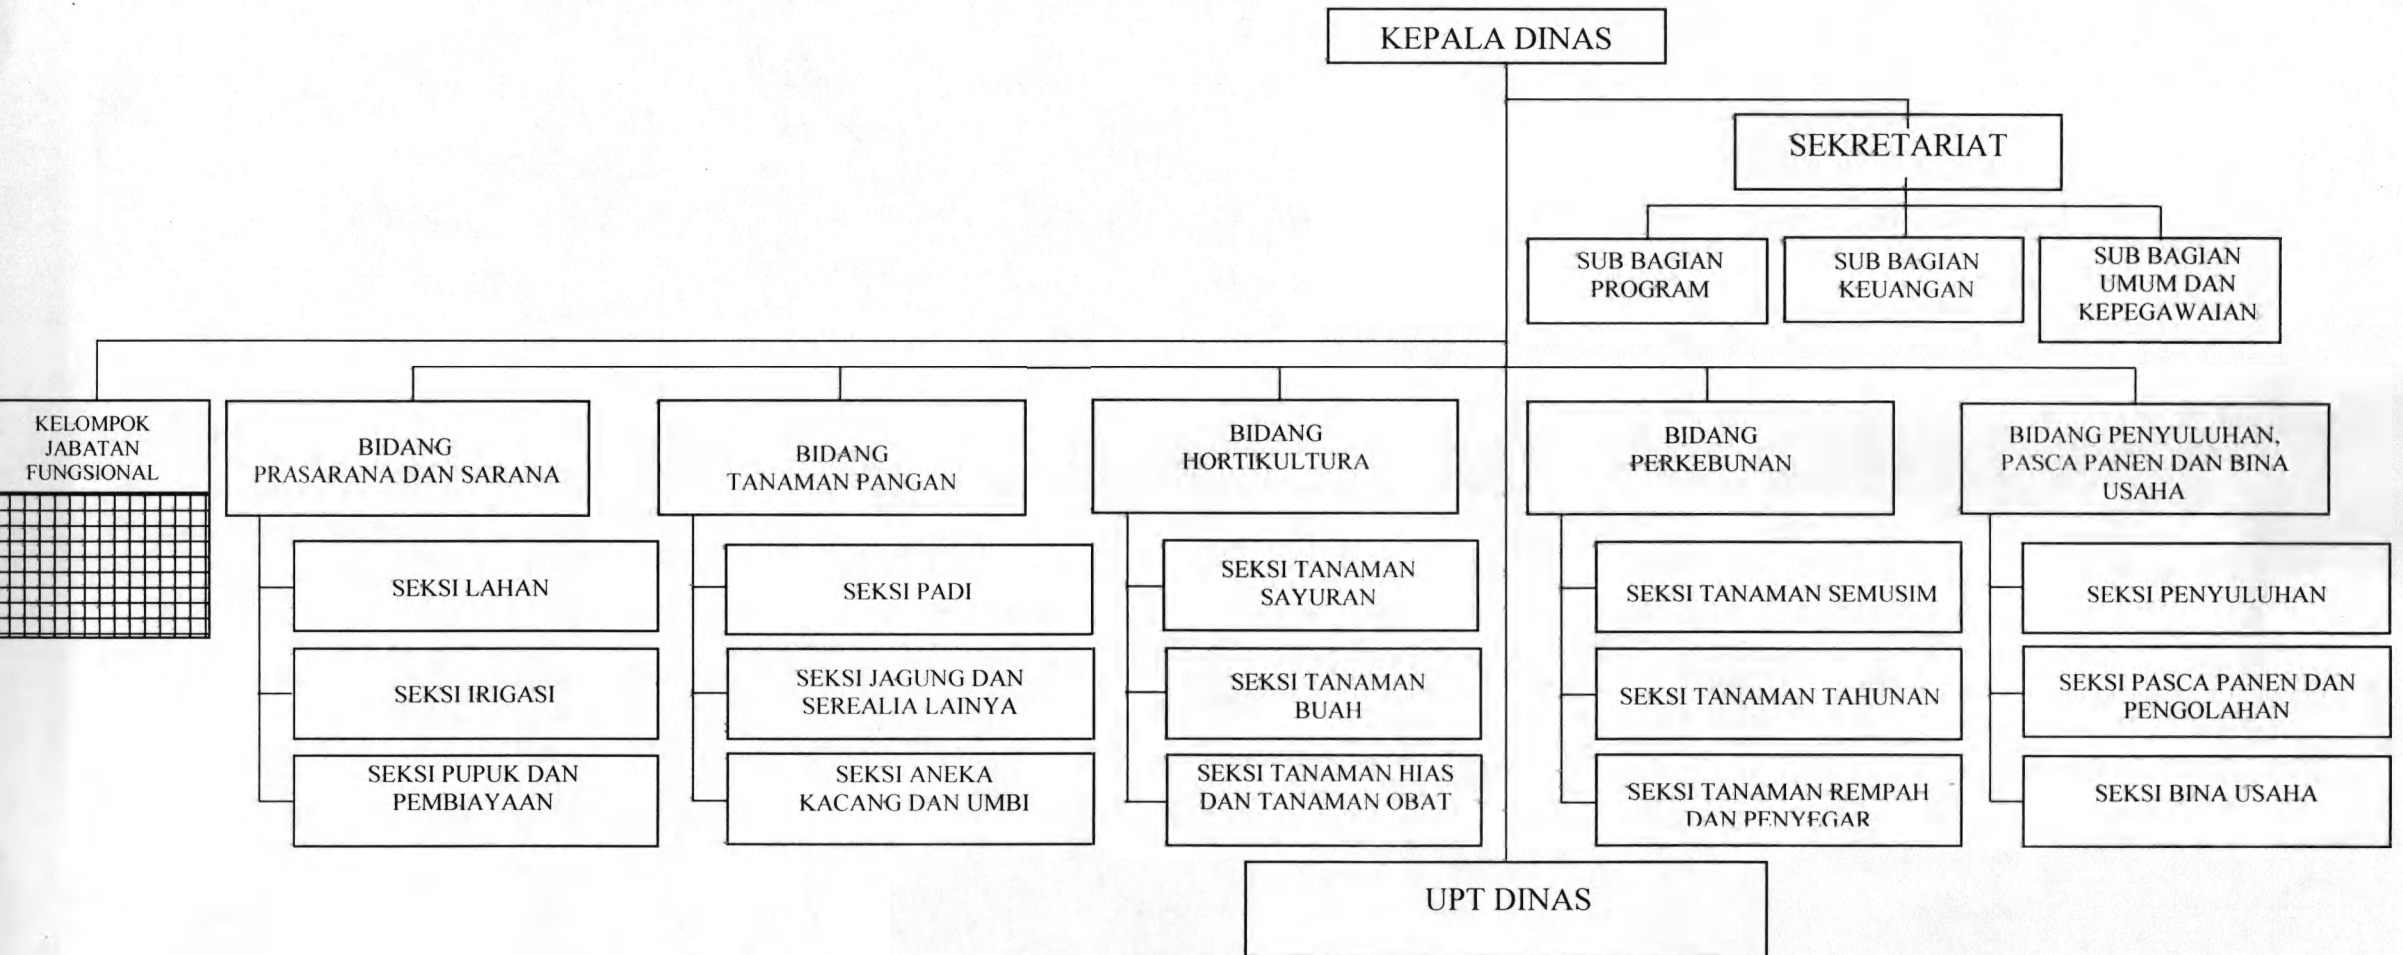 KEPALA DINAS
SEKRETARIAT
SUB BAGIAN
PROGRAM
SUB BAGIAN
KEUANGAN
SUB BAGIAN
UMUM DAN
KEPEGAWAIAN
KELOMPOK
JABATAN
FUNGSIONAL
BIDANG
PRASARANA DAN SARANA
SEKSI LAHAN
SEKSI IRIGASI
SEKSI PUPUK DAN
PEMBIAYAAN
BIDANG
TANAMAN PANGAN
SEKSI PADI
SEKSI JAGUNG DAN
SEREALIA LAINYA
SEKSI ANEKA
KACANG DAN UMBI
BIDANG
HORTIKULTURA
SEKSI TANAMAN
SAYURAN
SEKSI TANAMAN
BUAH
SEKSI TANAMAN HIAS
DAN TANAMAN OBAT
BIDANG
PERKEBUNAN
SEKSI TANAMAN SEMUSIM
SEKSI TANAMAN TAHUNAN
SEKSI TANAMAN REMPAH
DAN PENYEGAR
BIDANG PENYULUHAN,
PASCA PANEN DAN BINA
USAHA
SEKSI PENYULUHAN
SEKSI PASCA PANEN DAN
PENGOLAHAN
SEKSI BINA USAHA
UPT DINAS